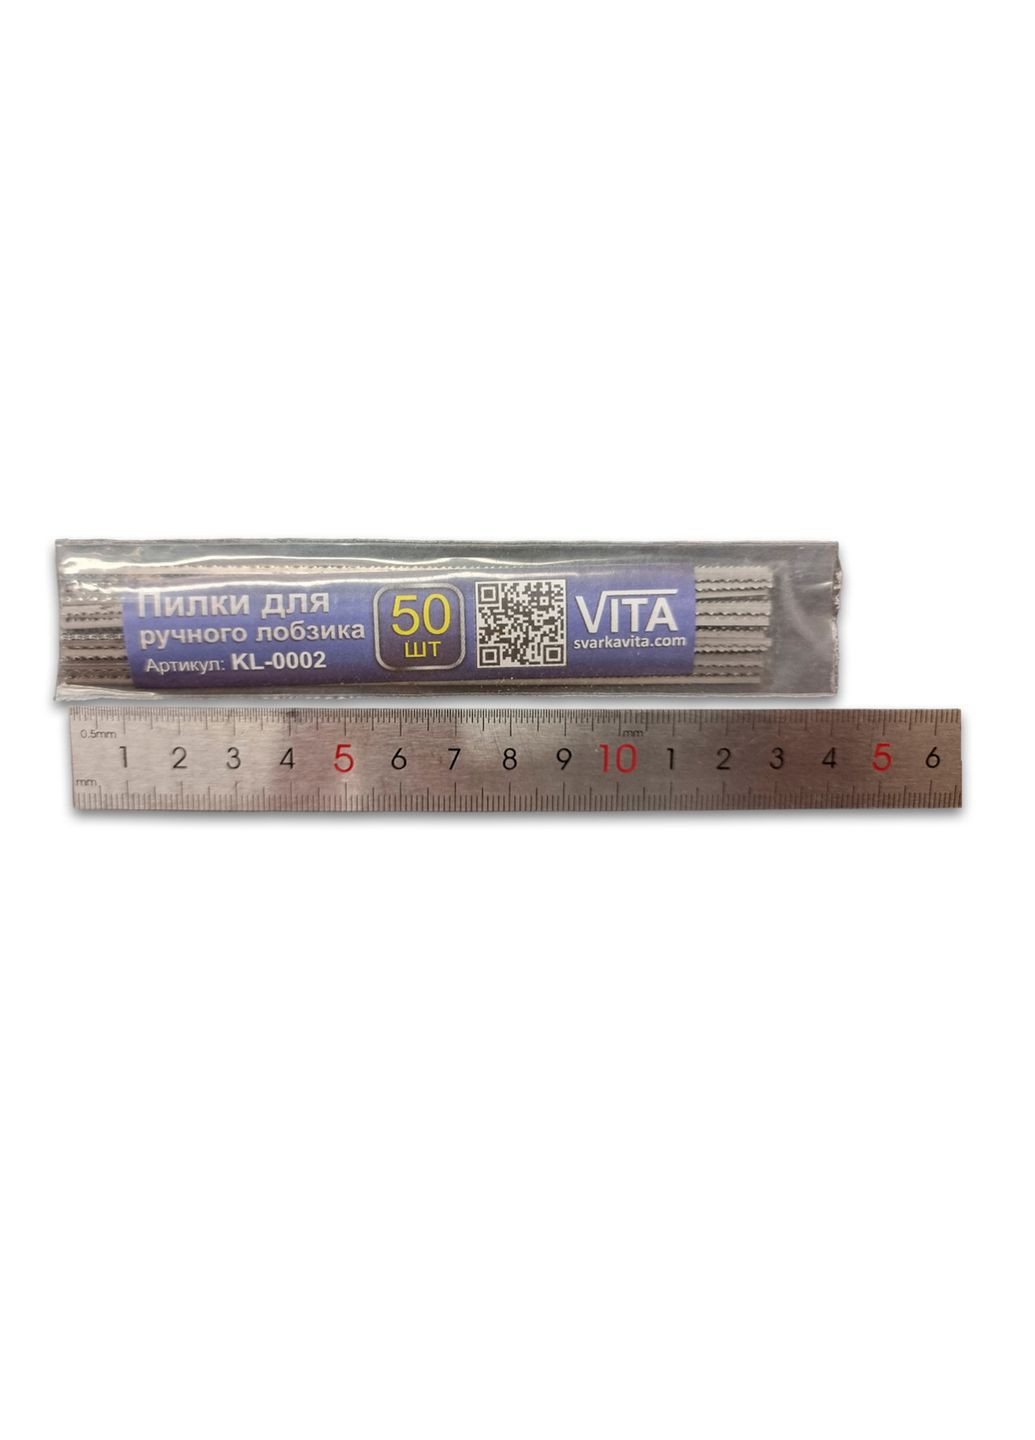 Пилки для
ручного лобзика
Артикул: KL-0002
50
шт
VITA
svarkavita.com
0.5mm
mm
1 2 3 4 5 6 7 8 9 10 1 2 3 4 5 6
mm